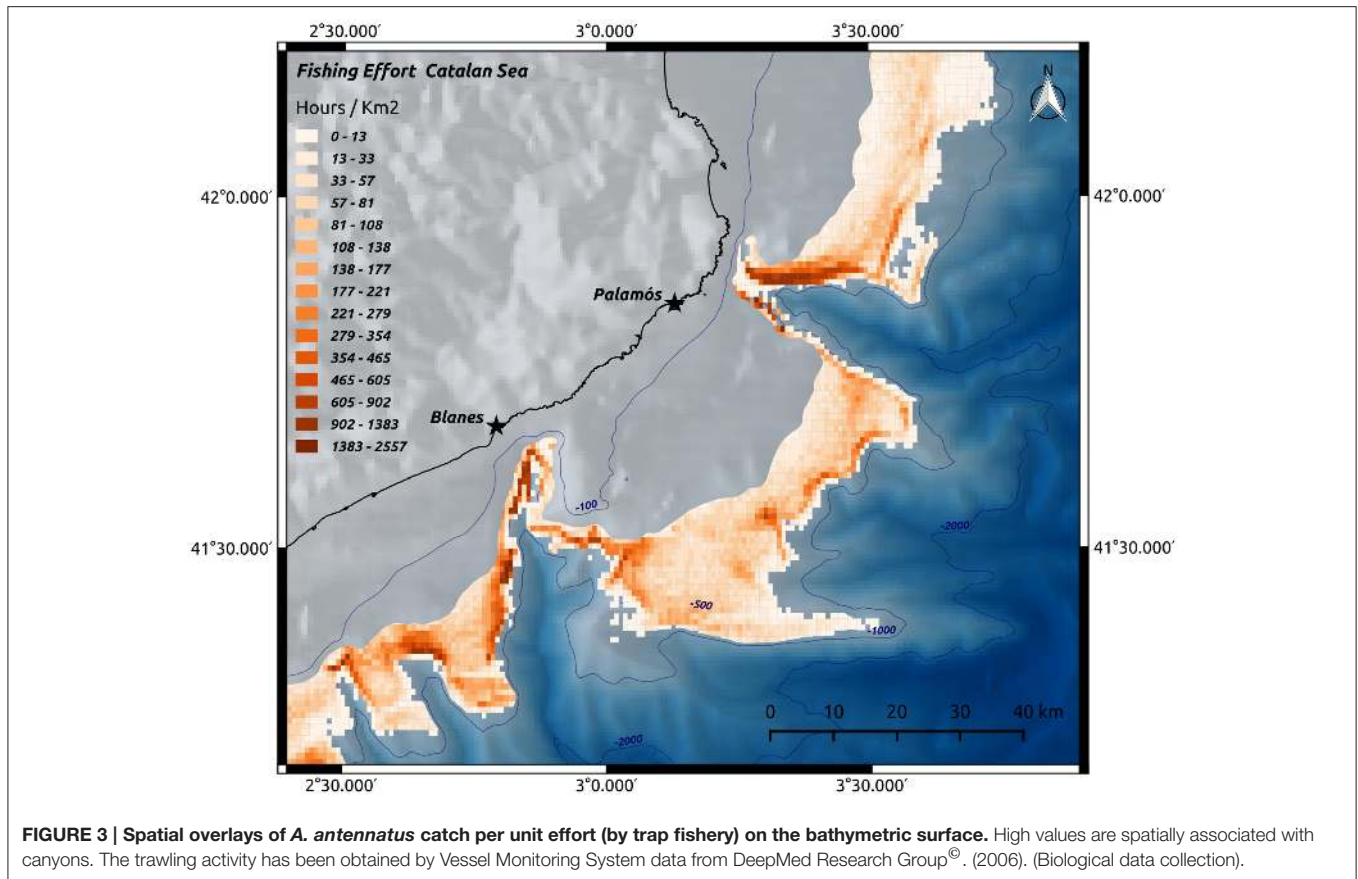 2°30.000′ 3°0.000′ 3°30.000′
Fishing Effort Catalan Sea
N
Hours / Km2
0 - 13
13 - 33
33 - 57
57 - 81
81 - 108
108 - 138
138 - 177
177 - 221
221 - 279
279 - 354
354 - 465
465 - 605
605 - 902
902 - 1383
1383 - 2557
42°0.000′ 42°0.000′
Palamós
Blanes
-100
-2000
41°30.000′ 41°30.000′
-500
-1000
0 10 20 30 40 km
-2000
2°30.000′ 3°0.000′ 3°30.000′
FIGURE 3 | Spatial overlays of A. antennatus catch per unit effort (by trap fishery) on the bathymetric surface. High values are spatially associated with
canyons. The trawling activity has been obtained by Vessel Monitoring System data from DeepMed Research Group©. (2006). (Biological data collection).